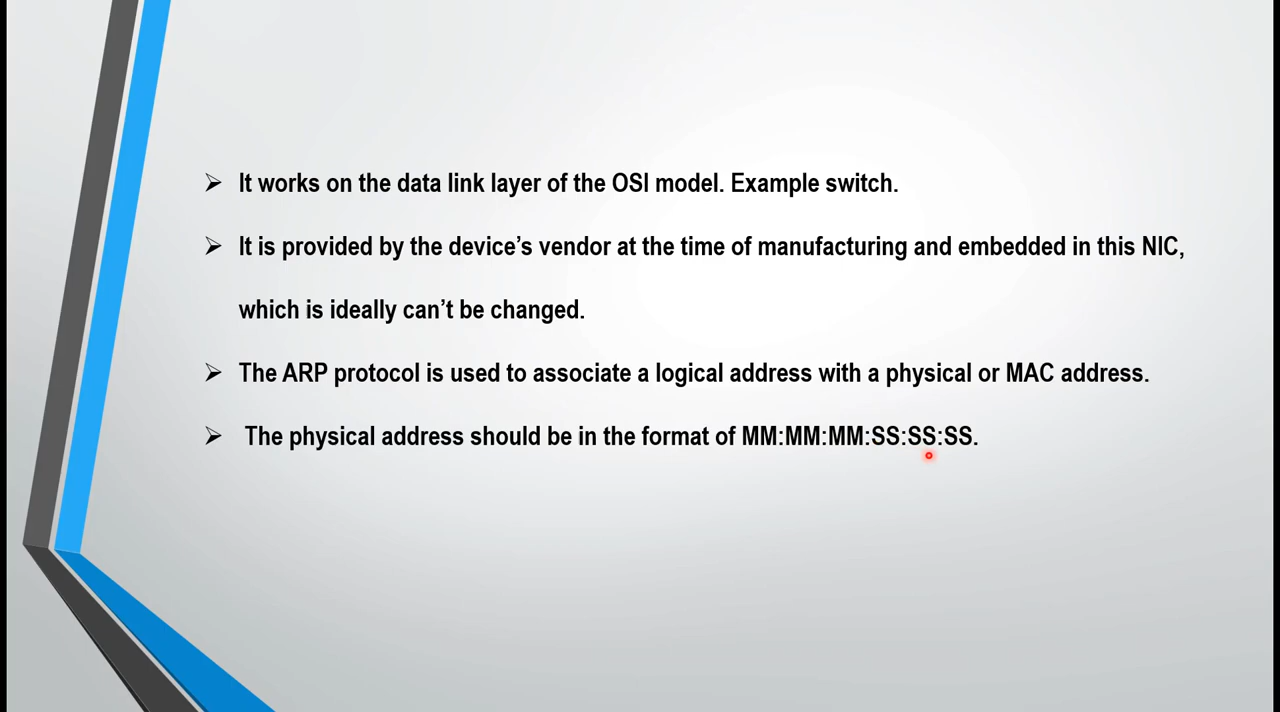 It works on the data link layer of the OSI model. Example switch.
It is provided by the device's vendor at the time of manufacturing and embedded in this NIC,
which is ideally can't be changed.
The ARP protocol is used to associate a logical address with a physical or MAC address.
The physical address should be in the format of MM:MM:MM:SS:SS:SS.